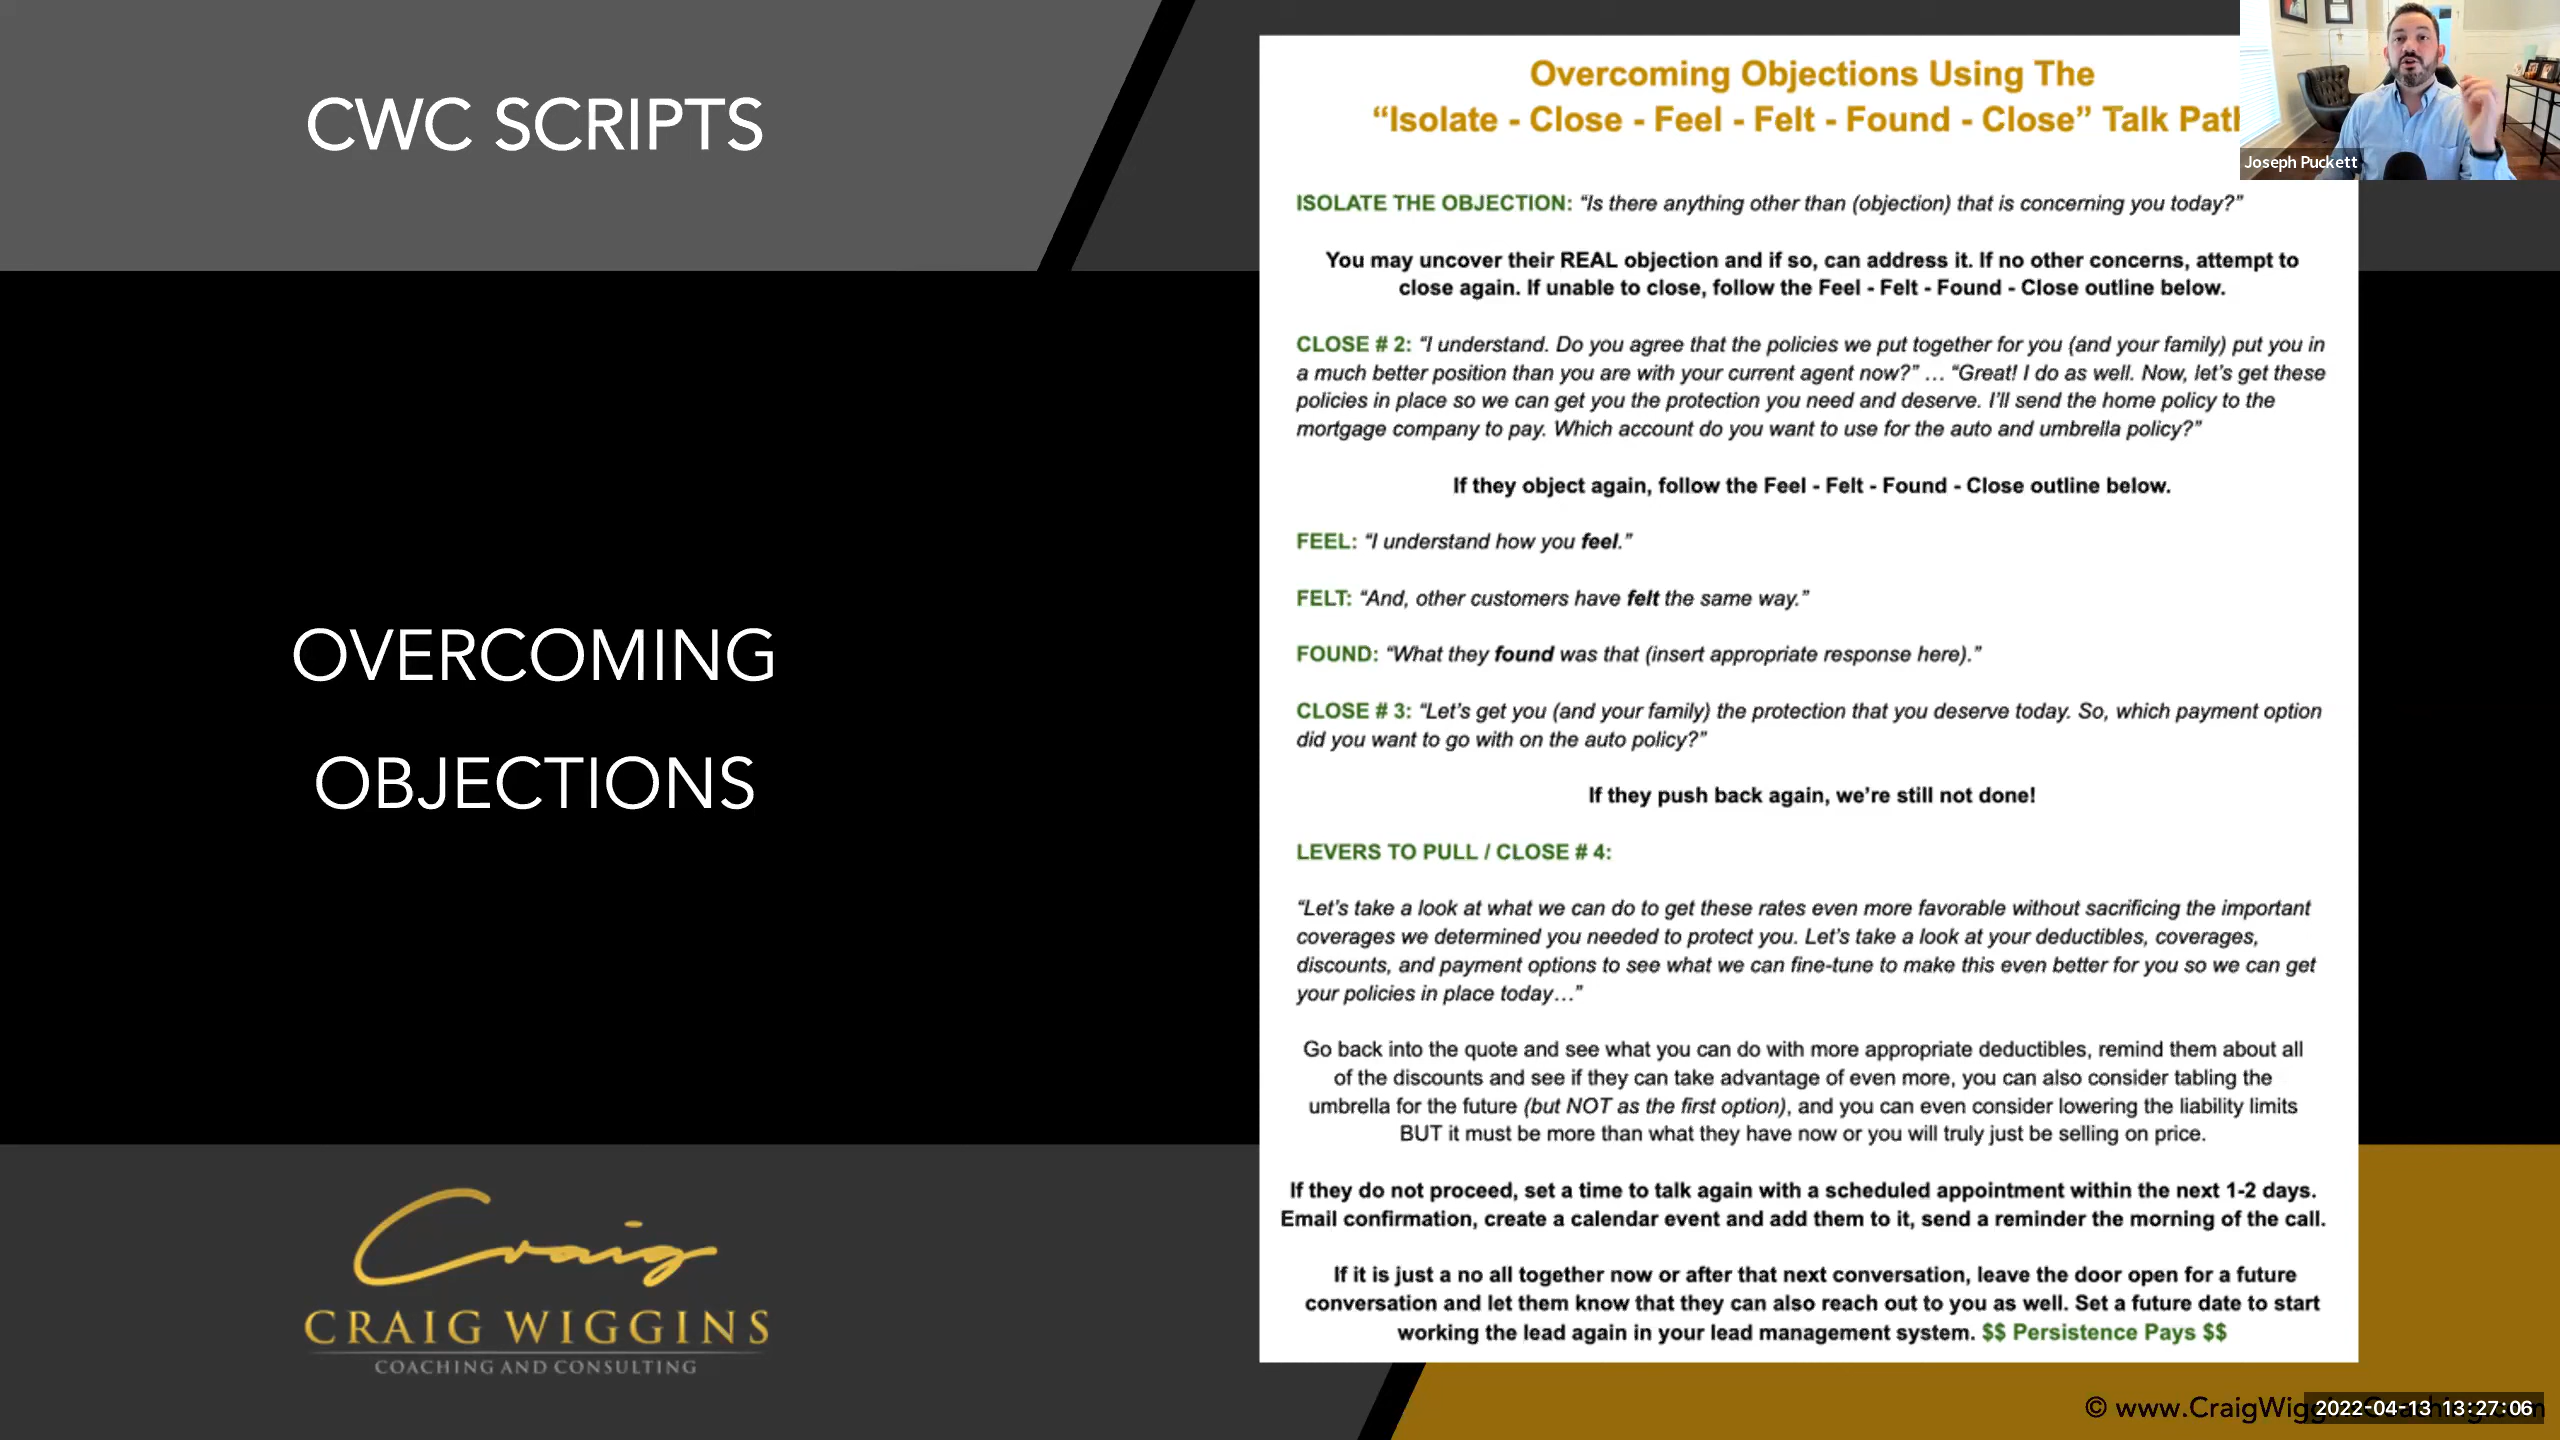 CWC SCRIPTS
OVERCOMING
OBJECTIONS
Craig
CRAIG WIGGINS
COACHING AND CONSULTING
Overcoming Objections Using The
“Isolate - Close - Feel - Felt - Found - Close” Talk Path
Joseph Puckett
ISOLATE THE OBJECTION: “Is there anything other than (objection) that is concerning you today?”
You may uncover their REAL objection and if so, can address it. If no other concerns, attempt to
close again. If unable to close, follow the Feel - Felt - Found - Close outline below.
CLOSE # 2: “I understand. Do you agree that the policies we put together for you (and your family) put you in
a much better position than you are with your current agent now?” … “Great! I do as well. Now, let’s get these
policies in place so we can get you the protection you need and deserve. I’ll send the home policy to the
mortgage company to pay. Which account do you want to use for the auto and umbrella policy?”
If they object again, follow the Feel - Felt - Found - Close outline below.
FEEL: “I understand how you feel.”
FELT: “And, other customers have felt the same way.”
FOUND: “What they found was that (insert appropriate response here).”
CLOSE # 3: “Let’s get you (and your family) the protection that you deserve today. So, which payment option
did you want to go with on the auto policy?”
If they push back again, we’re still not done!
LEVERS TO PULL / CLOSE # 4:
“Let’s take a look at what we can do to get these rates even more favorable without sacrificing the important
coverages we determined you needed to protect you. Let’s take a look at your deductibles, coverages,
discounts, and payment options to see what we can fine-tune to make this even better for you so we can get
your policies in place today…”
Go back into the quote and see what you can do with more appropriate deductibles, remind them about all
of the discounts and see if they can take advantage of even more, you can also consider tabling the
umbrella for the future (but NOT as the first option), and you can even consider lowering the liability limits
BUT it must be more than what they have now or you will truly just be selling on price.
If they do not proceed, set a time to talk again with a scheduled appointment within the next 1-2 days.
Email confirmation, create a calendar event and add them to it, send a reminder the morning of the call.
If it is just a no all together now or after that next conversation, leave the door open for a future
conversation and let them know that they can also reach out to you as well. Set a future date to start
working the lead again in your lead management system. $$ Persistence Pays $$
© www.CraigWigginsCoaching.com
2022-04-13 13:27:06